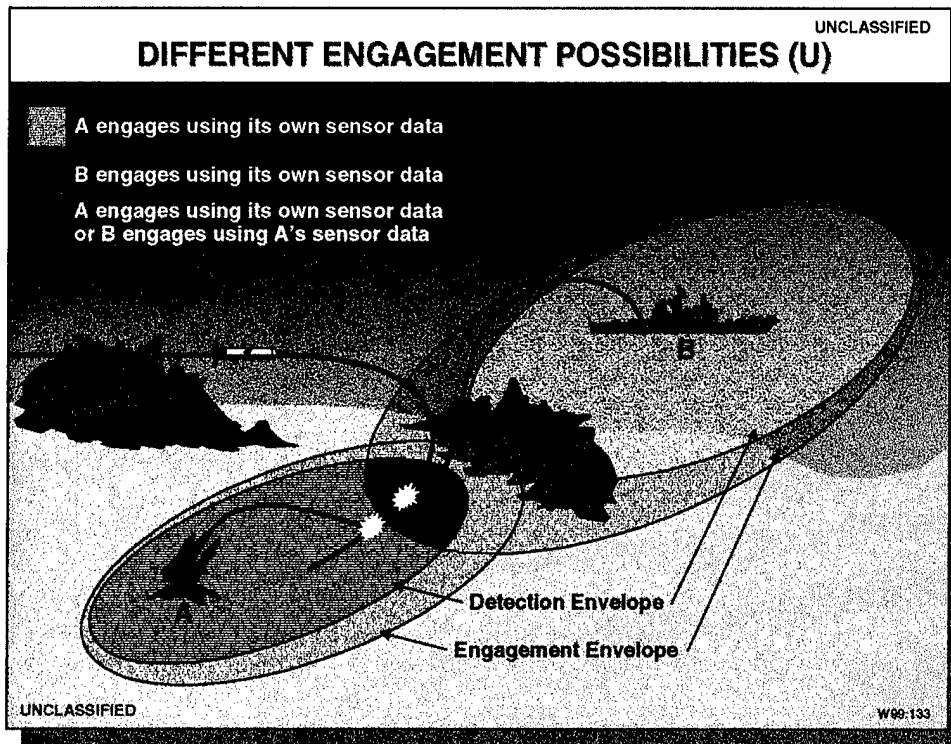 UNCLASSIFIED
DIFFERENT ENGAGEMENT POSSIBILITIES (U)
A engages using its own sensor data
B engages using its own sensor data
A engages using its own sensor data
or B engages using A's sensor data
B
A
Detection Envelope
Engagement Envelope
UNCLASSIFIED
W99-133